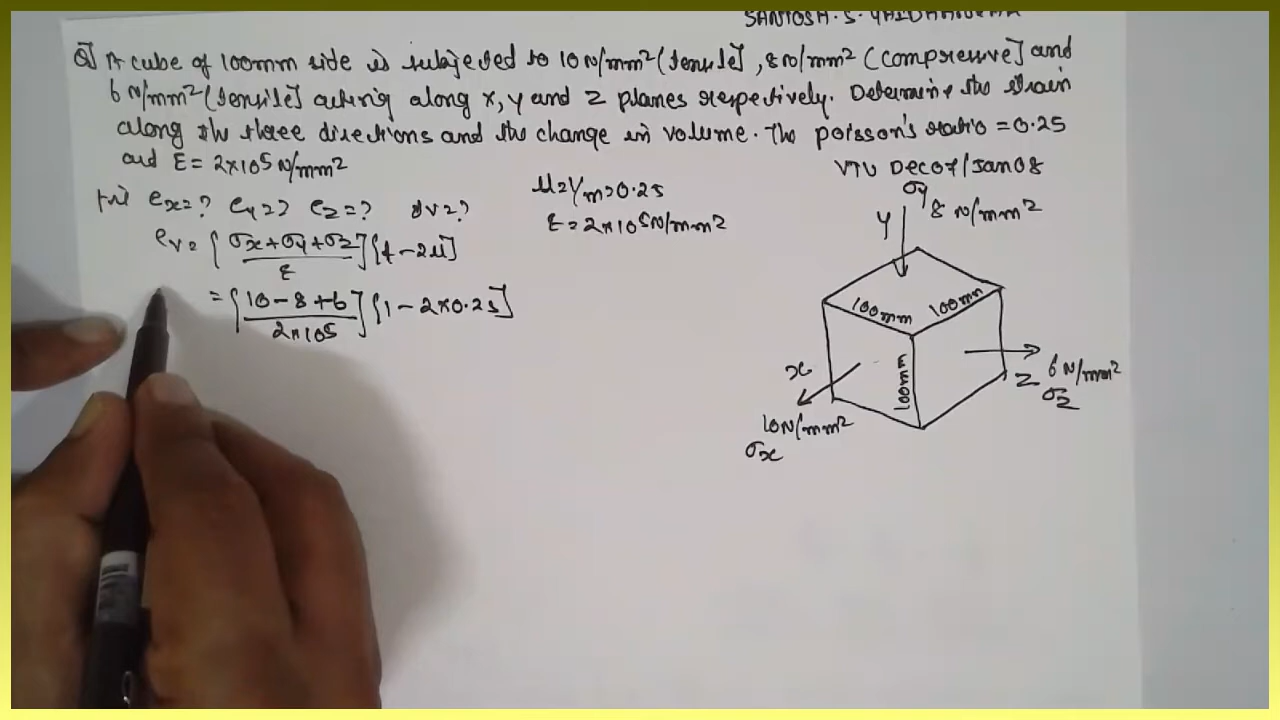 Q] A cube of 100mm side is subjected to 10 N/mm² (tensile], 8 N/mm² (compressive] and
6 N/mm² (tensile] acting along x, y and z planes respectively. Determine the strain
along the three directions and the change in volume. The poisson's ratio = 0.25
and E = 2×10⁵ N/mm²
VTU Dec07/Jan08
ex=? ey=? ez=? δv=?
μ=1/m=0.25
E=2×10⁵N/mm²
ev= [σx+σy+σz/E][1-2μ]
= [10-8+6/2×10⁵][1-2×0.25]
σy
8 N/mm²
y
100mm
100mm
100mm
x
10N/mm²
σx
z
6 N/mm²
σz